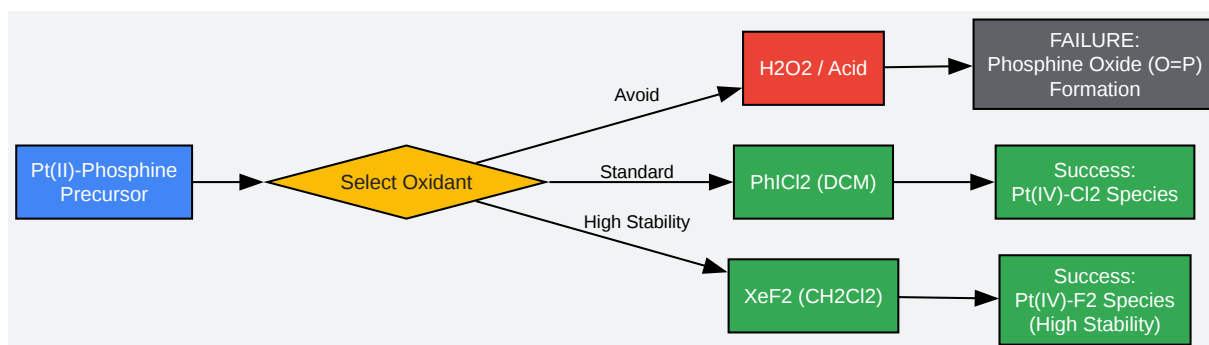 Pt(II)-Phosphine
Precursor
Select Oxidant
Avoid
H2O2 / Acid
FAILURE:
Phosphine Oxide (O=P)
Formation
Standard
PhICl2 (DCM)
Success:
Pt(IV)-Cl2 Species
High Stability
XeF2 (CH2Cl2)
Success:
Pt(IV)-F2 Species
(High Stability)